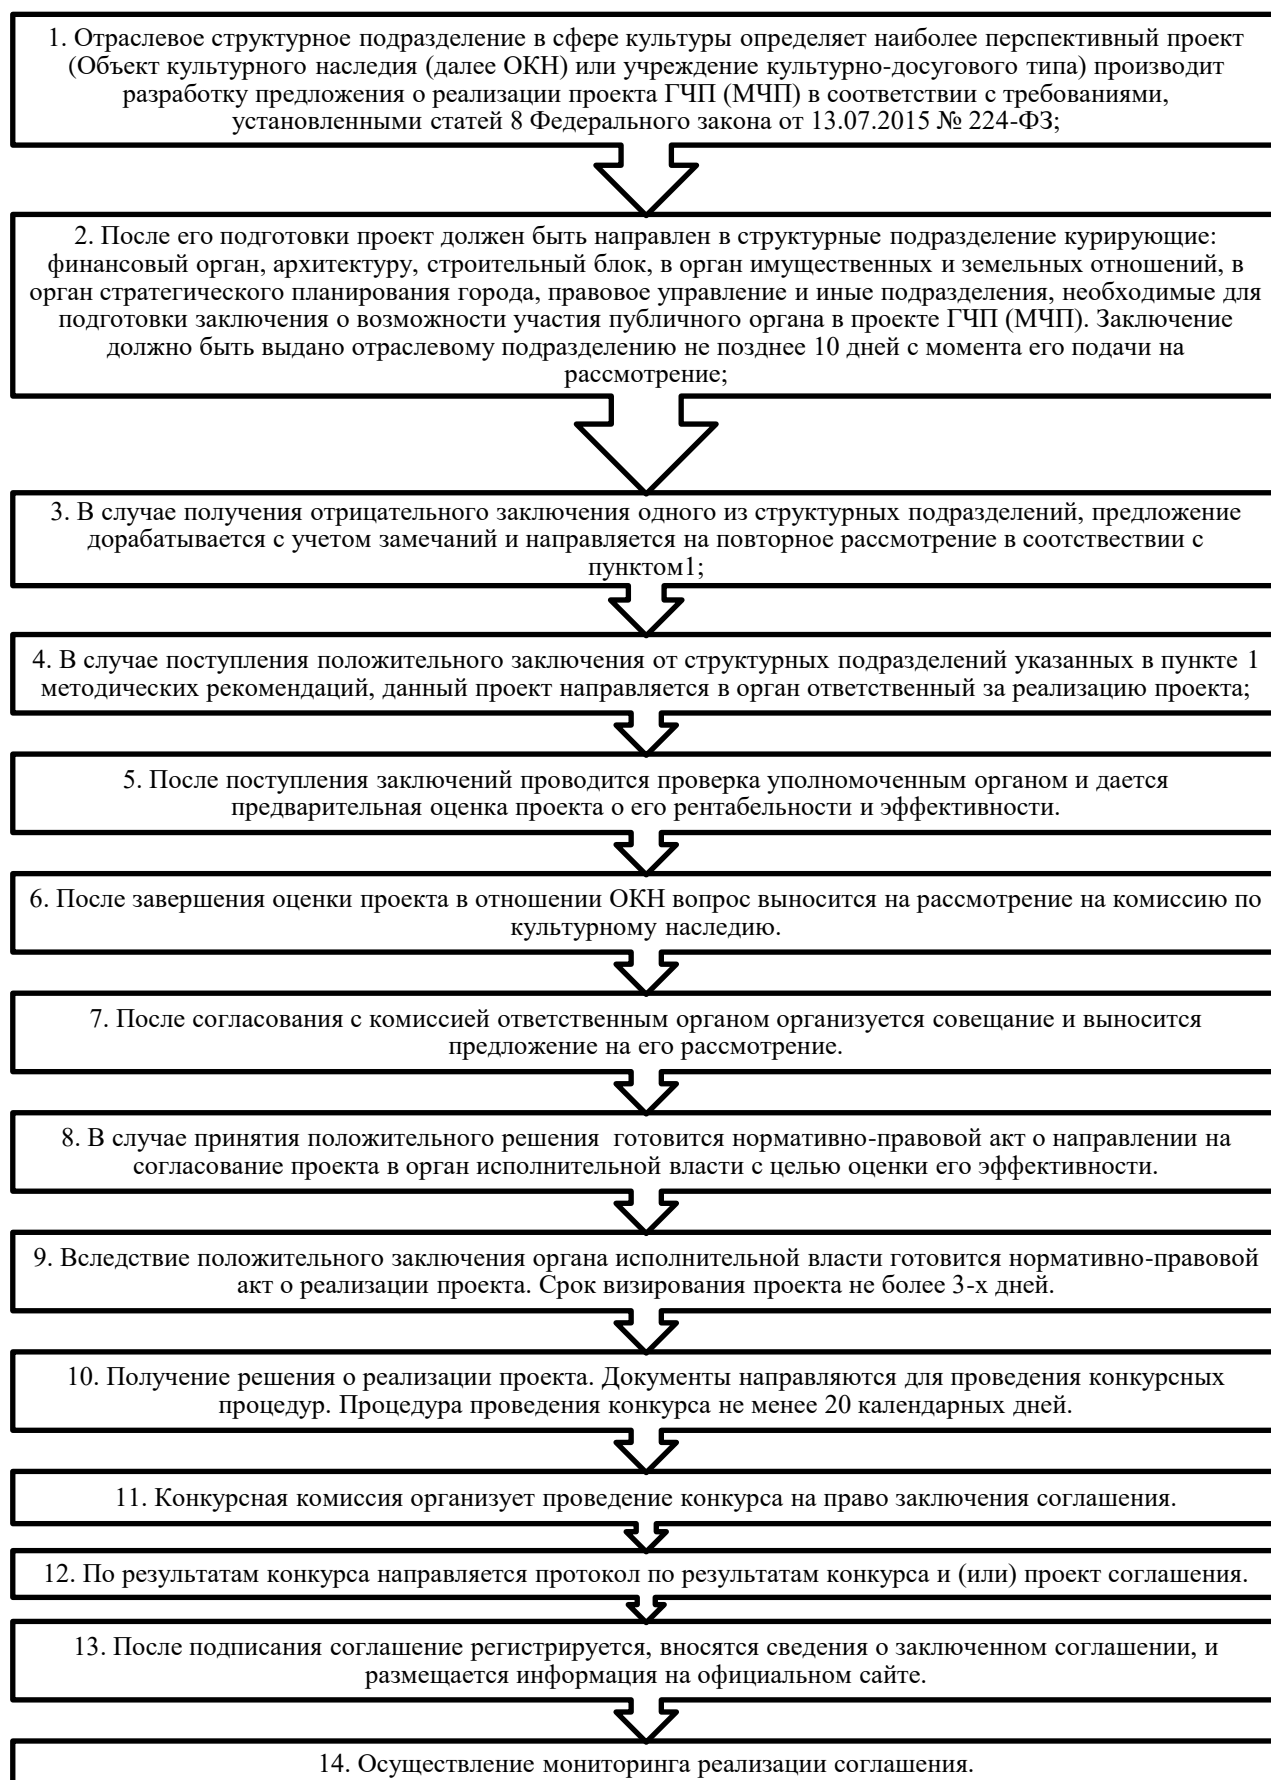 1. Отраслевое структурное подразделение в сфере культуры определяет наиболее перспективный проект
(Объект культурного наследия (далее ОКН) или учреждение культурно-досугового типа) производит
разработку предложения о реализации проекта ГЧП (МЧП) в соответствии с требованиями,
установленными статей 8 Федерального закона от 13.07.2015 № 224-ФЗ;
2. После его подготовки проект должен быть направлен в структурные подразделение курирующие:
финансовый орган, архитектуру, строительный блок, в орган имущественных и земельных отношений, в
орган стратегического планирования города, правовое управление и иные подразделения, необходимые для
подготовки заключения о возможности участия публичного органа в проекте ГЧП (МЧП). Заключение
должно быть выдано отраслевому подразделению не позднее 10 дней с момента его подачи на
рассмотрение;
3. В случае получения отрицательного заключения одного из структурных подразделений, предложение
дорабатывается с учетом замечаний и направляется на повторное рассмотрение в соотствествии с
пунктом1;
4. В случае поступления положительного заключения от структурных подразделений указанных в пункте 1
методических рекомендаций, данный проект направляется в орган ответственный за реализацию проекта;
5. После поступления заключений проводится проверка уполномоченным органом и дается
предварительная оценка проекта о его рентабельности и эффективности.
6. После завершения оценки проекта в отношении ОКН вопрос выносится на рассмотрение на комиссию по
культурному наследию.
7. После согласования с комиссией ответственным органом организуется совещание и выносится
предложение на его рассмотрение.
8. В случае принятия положительного решения  готовится нормативно-правовой акт о направлении на
согласование проекта в орган исполнительной власти с целью оценки его эффективности.
9. Вследствие положительного заключения органа исполнительной власти готовится нормативно-правовой
акт о реализации проекта. Срок визирования проекта не более 3-х дней.
10. Получение решения о реализации проекта. Документы направляются для проведения конкурсных
процедур. Процедура проведения конкурса не менее 20 календарных дней.
11. Конкурсная комиссия организует проведение конкурса на право заключения соглашения.
12. По результатам конкурса направляется протокол по результатам конкурса и (или) проект соглашения.
13. После подписания соглашение регистрируется, вносятся сведения о заключенном соглашении, и
размещается информация на официальном сайте.
14. Осуществление мониторинга реализации соглашения.